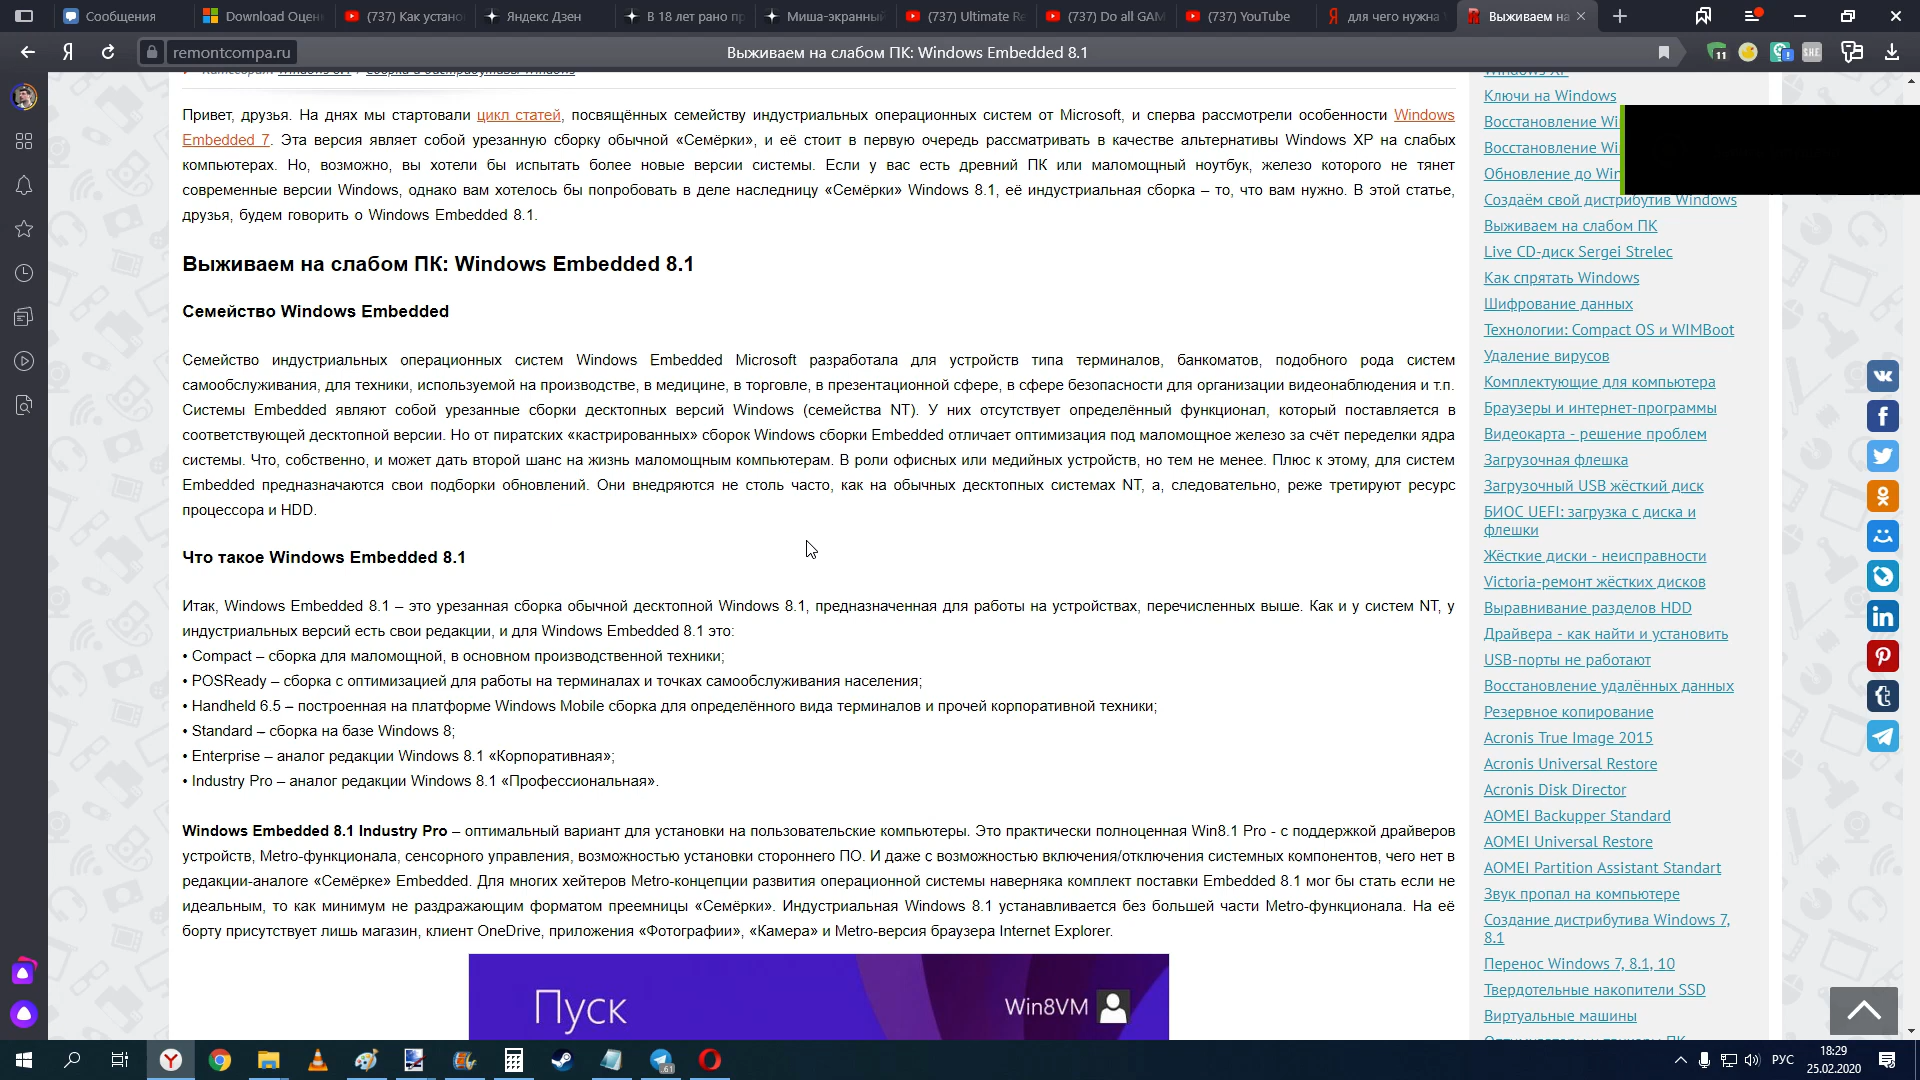 Сообщения
Download Оцен
(737) Как устано
Яндекс Дзен
В 18 лет рано пр
Миша-экранный
(737) Ultimate Re
(737) Do all GAM
(737) YouTube
для чего нужна
Выживаем на
remontcompa.ru
Выживаем на слабом ПК: Windows Embedded 8.1
Привет, друзья. На днях мы стартовали цикл статей, посвящённых семейству индустриальных операционных систем от Microsoft, и сперва рассмотрели особенности Windows
Embedded 7. Эта версия являет собой урезанную сборку обычной «Семёрки», и её стоит в первую очередь рассматривать в качестве альтернативы Windows XP на слабых
компьютерах. Но, возможно, вы хотели бы испытать более новые версии системы. Если у вас есть древний ПК или маломощный ноутбук, железо которого не тянет
современные версии Windows, однако вам хотелось бы попробовать в деле наследницу «Семёрки» Windows 8.1, её индустриальная сборка – то, что вам нужно. В этой статье,
друзья, будем говорить о Windows Embedded 8.1.
Выживаем на слабом ПК: Windows Embedded 8.1
Семейство Windows Embedded
Семейство индустриальных операционных систем Windows Embedded Microsoft разработала для устройств типа терминалов, банкоматов, подобного рода систем
самообслуживания, для техники, используемой на производстве, в медицине, в торговле, в презентационной сфере, в сфере безопасности для организации видеонаблюдения и т.п.
Системы Embedded являют собой урезанные сборки десктопных версий Windows (семейства NT). У них отсутствует определённый функционал, который поставляется в
соответствующей десктопной версии. Но от пиратских «кастрированных» сборок Windows сборки Embedded отличает оптимизация под маломощное железо за счёт переделки ядра
системы. Что, собственно, и может дать второй шанс на жизнь маломощным компьютерам. В роли офисных или медийных устройств, но тем не менее. Плюс к этому, для систем
Embedded предназначаются свои подборки обновлений. Они внедряются не столь часто, как на обычных десктопных системах NT, а, следовательно, реже третируют ресурс
процессора и HDD.
Что такое Windows Embedded 8.1
Итак, Windows Embedded 8.1 – это урезанная сборка обычной десктопной Windows 8.1, предназначенная для работы на устройствах, перечисленных выше. Как и у систем NT, у
индустриальных версий есть свои редакции, и для Windows Embedded 8.1 это:
• Compact – сборка для маломощной, в основном производственной техники;
• POSReady – сборка с оптимизацией для работы на терминалах и точках самообслуживания населения;
• Handheld 6.5 – построенная на платформе Windows Mobile сборка для определённого вида терминалов и прочей корпоративной техники;
• Standard – сборка на базе Windows 8;
• Enterprise – аналог редакции Windows 8.1 «Корпоративная»;
• Industry Pro – аналог редакции Windows 8.1 «Профессиональная».
Windows Embedded 8.1 Industry Pro – оптимальный вариант для установки на пользовательские компьютеры. Это практически полноценная Win8.1 Pro - с поддержкой драйверов
устройств, Metro-функционала, сенсорного управления, возможностью установки стороннего ПО. И даже с возможностью включения/отключения системных компонентов, чего нет в
редакции-аналоге «Семёрке» Embedded. Для многих хейтеров Metro-концепции развития операционной системы наверняка комплект поставки Embedded 8.1 мог бы стать если не
идеальным, то как минимум не раздражающим форматом преемницы «Семёрки». Индустриальная Windows 8.1 устанавливается без большей части Metro-функционала. На её
борту присутствует лишь магазин, клиент OneDrive, приложения «Фотографии», «Камера» и Metro-версия браузера Internet Explorer.
Пуск
Win8VM
Windows XP
Ключи на Windows
Восстановление Wi
Восстановление Wi
Обновление до Win
Создаём свой дистрибутив Windows
Выживаем на слабом ПК
Live CD-диск Sergei Strelec
Как спрятать Windows
Шифрование данных
Технологии: Compact OS и WIMBoot
Удаление вирусов
Комплектующие для компьютера
Браузеры и интернет-программы
Видеокарта - решение проблем
Загрузочная флешка
Загрузочный USB жёсткий диск
БИОС UEFI: загрузка с диска и
флешки
Жёсткие диски - неисправности
Victoria-ремонт жёстких дисков
Выравнивание разделов HDD
Драйвера - как найти и установить
USB-порты не работают
Восстановление удалённых данных
Резервное копирование
Acronis True Image 2015
Acronis Universal Restore
Acronis Disk Director
AOMEI Backupper Standard
AOMEI Universal Restore
AOMEI Partition Assistant Standart
Звук пропал на компьютере
Создание дистрибутива Windows 7,
8.1
Перенос Windows 7, 8.1, 10
Твердотельные накопители SSD
Виртуальные машины
РУС
18:29
25.02.2020